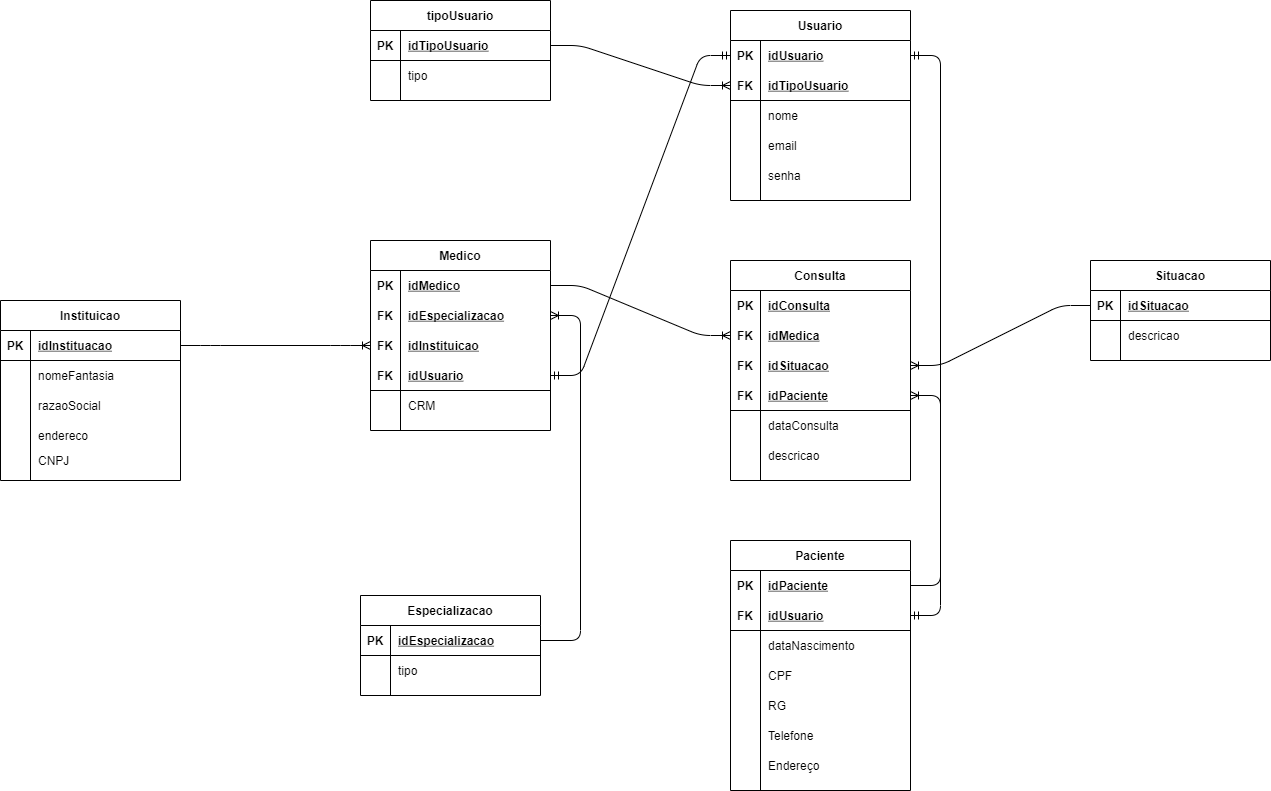 tipoUsuario
PK idTipoUsuario
tipo
Usuario
PK idUsuario
FK idTipoUsuario
nome
email
senha
Medico
PK idMedico
FK idEspecializacao
FK idInstituicao
FK idUsuario
CRM
Consulta
PK idConsulta
FK idMedica
FK idSituacao
FK idPaciente
dataConsulta
descricao
Situacao
PK idSituacao
descricao
Instituicao
PK idInstituacao
nomeFantasia
razaoSocial
endereco
CNPJ
Especializacao
PK idEspecializacao
tipo
Paciente
PK idPaciente
FK idUsuario
dataNascimento
CPF
RG
Telefone
Endereço